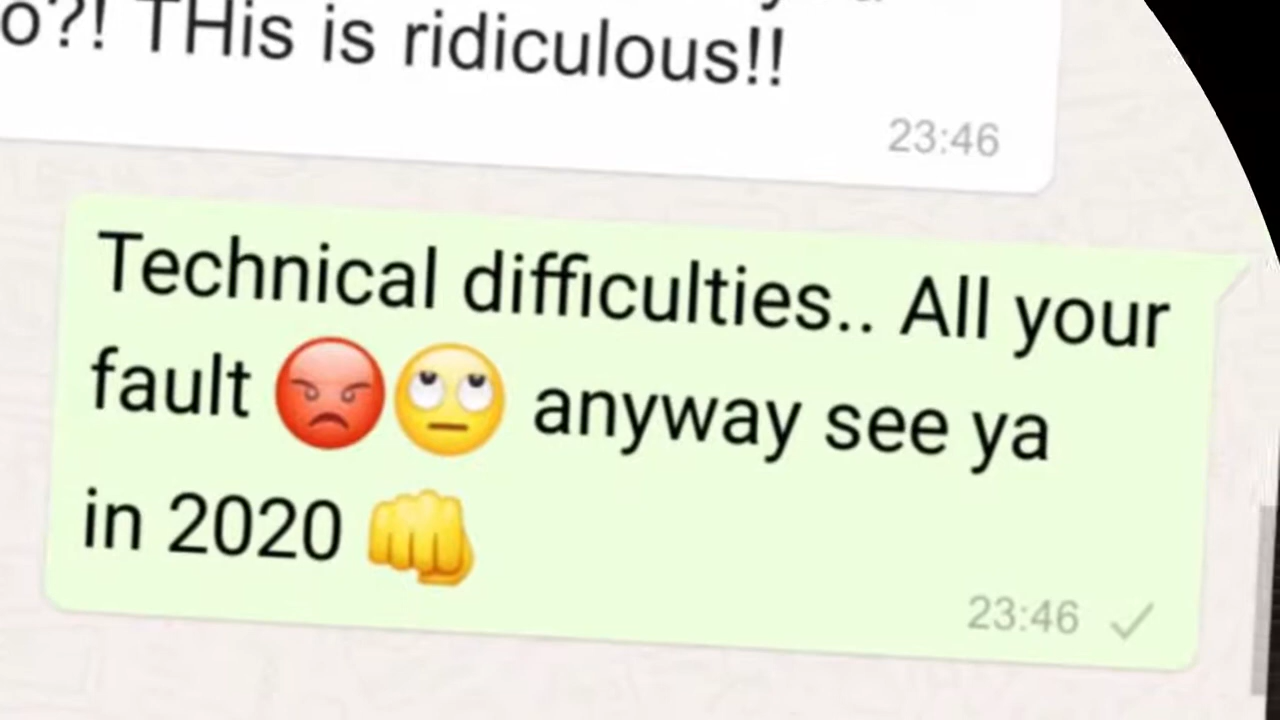 o?! THis is ridiculous!!
23:46
Technical difficulties.. All your
fault 😡🙄 anyway see ya
in 2020 👊
23:46